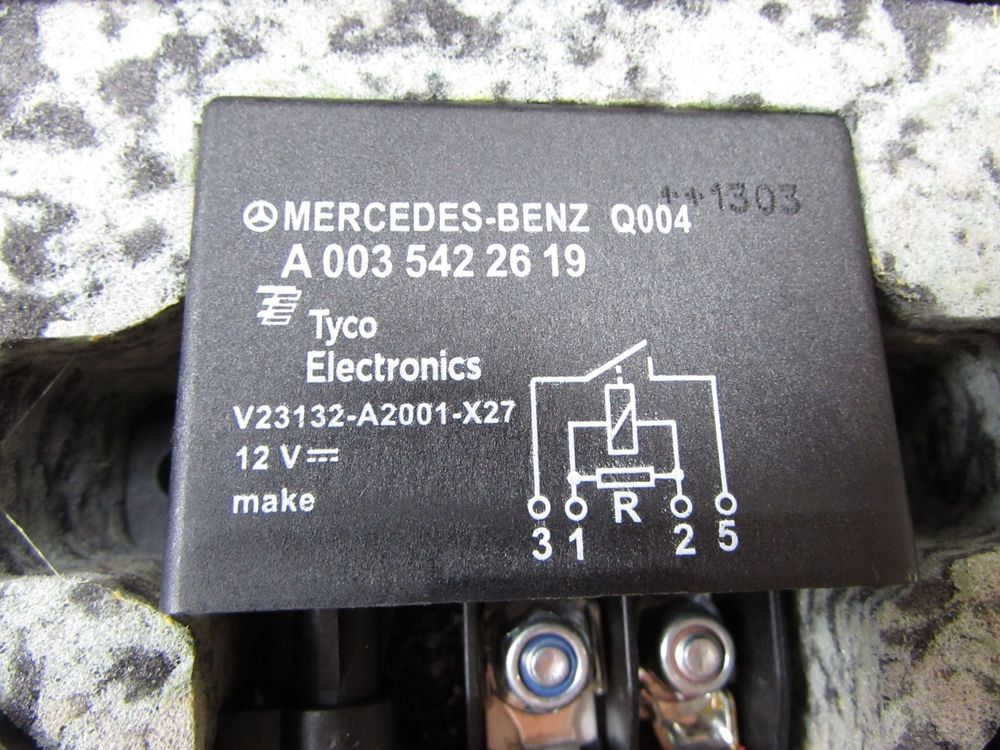 MERCEDES-BENZ Q004
1303
A 003 542 26 19
Tyco
Electronics
V23132-A2001-X27
12 V
make
R
3 1 2 5